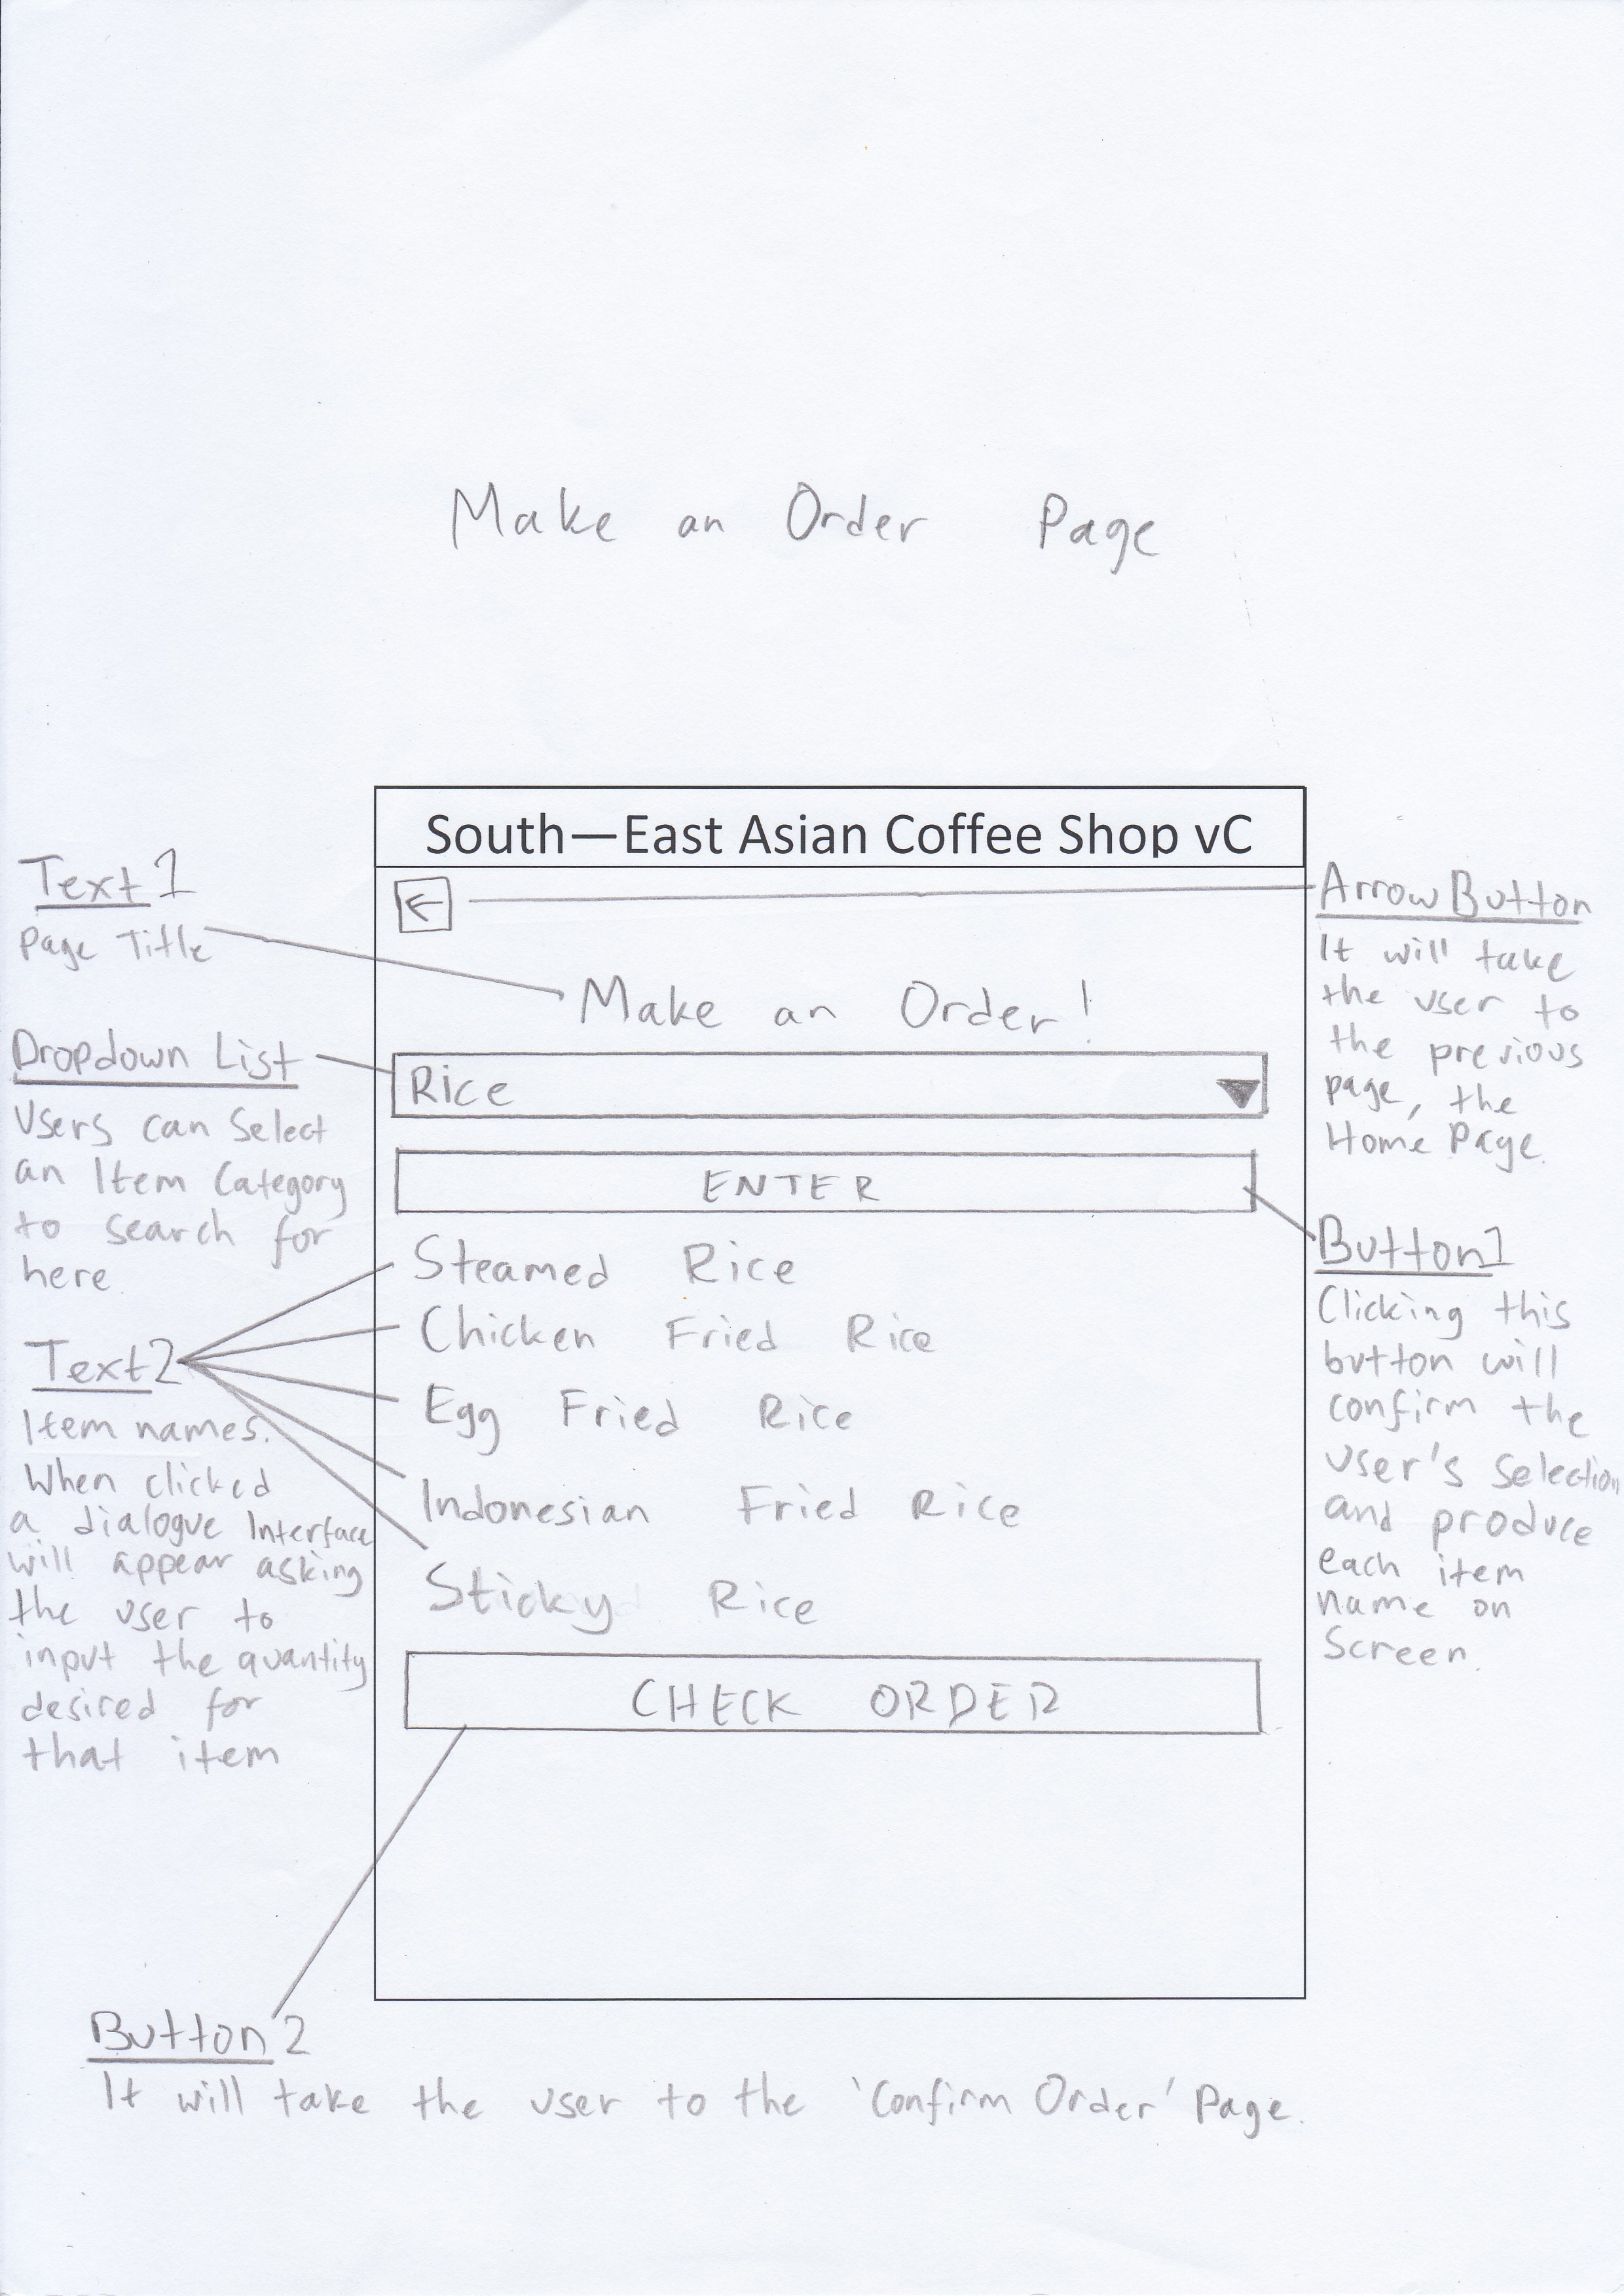 Make an Order Page
South—East Asian Coffee Shop vC
Text1
Page Title
Dropdown List
Users can Select
an Item Category
to search for
here
Text2
Item names.
When clicked
a dialogue Interface
will appear asking
the user to
input the quantity
desired for
that item
Make an Order!
Rice
ENTER
Steamed Rice
Chicken Fried Rice
Egg Fried Rice
Indonesian Fried Rice
Sticky Rice
CHECK ORDER
Arrow Button
It will take
the user to
the previous
page, the
Home Page.
Button1
Clicking this
button will
confirm the
user's selection
and produce
each item
name on
Screen.
Button2
It will take the user to the 'Confirm Order' Page.